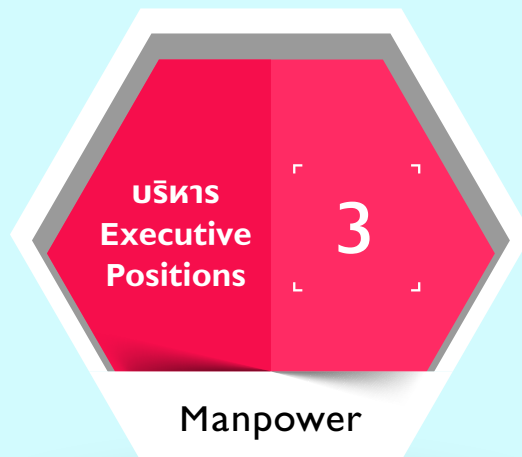 บริหาร
Executive
Positions
3
Manpower